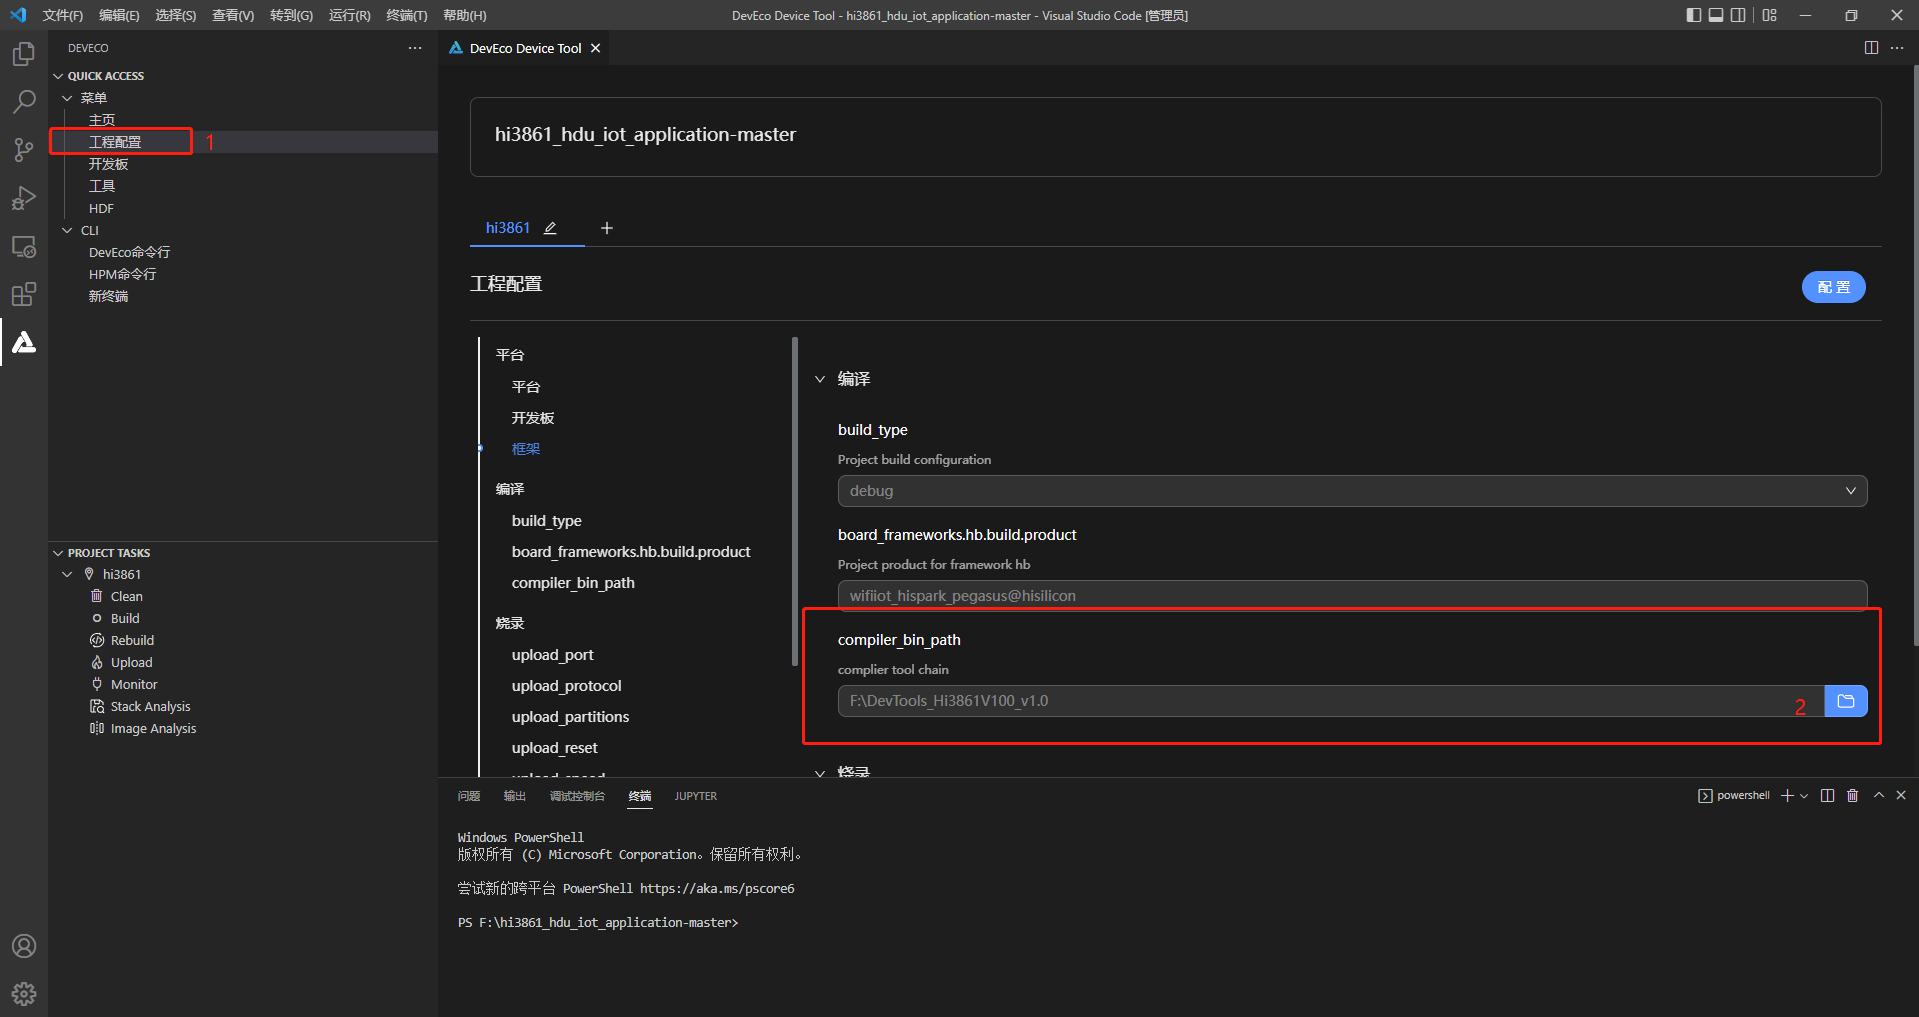 文件(F) 编辑(E) 选择(S) 查看(V) 转到(G) 运行(R) 终端(T) 帮助(H) DevEco Device Tool - hi3861_hdu_iot_application-master - Visual Studio Code [管理员]
DEVECO
QUICK ACCESS
菜单
主页
工程配置 1
开发板
工具
HDF
CLI
DevEco命令行
HPM命令行
新终端
PROJECT TASKS
hi3861
Clean
Build
Rebuild
Upload
Monitor
Stack Analysis
Image Analysis
DevEco Device Tool
hi3861_hdu_iot_application-master
hi3861
工程配置
配 置
平台
平台
开发板
框架
编译
build_type
board_frameworks.hb.build.product
compiler_bin_path
烧录
upload_port
upload_protocol
upload_partitions
upload_reset
upload_speed
编译
build_type
Project build configuration
debug
board_frameworks.hb.build.product
Project product for framework hb
wifiiot_hispark_pegasus@hisilicon
compiler_bin_path
complier tool chain
F:\DevTools_Hi3861V100_v1.0 2
烧录
问题 输出 调试控制台 终端 JUPYTER powershell
Windows PowerShell
版权所有 (C) Microsoft Corporation。保留所有权利。
尝试新的跨平台 PowerShell https://aka.ms/pscore6
PS F:\hi3861_hdu_iot_application-master>